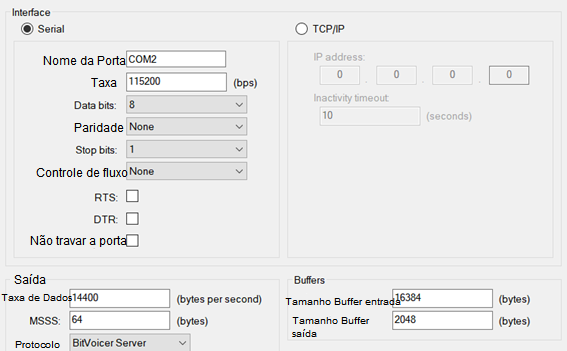 Interface
Serial
TCP/IP
Nome da Porta COM2
Taxa 115200 (bps)
Data bits: 8
Paridade None
Stop bits: 1
Controle de fluxo None
RTS:
DTR:
Não travar a porta
IP address:
0 . 0 . 0 . 0
Inactivity timeout:
10 (seconds)
Saída
Taxa de Dados 14400 (bytes per second)
MSSS: 64 (bytes)
Protocolo BitVoicer Server
Buffers
Tamanho Buffer entrada 16384 (bytes)
Tamanho Buffer saída 2048 (bytes)